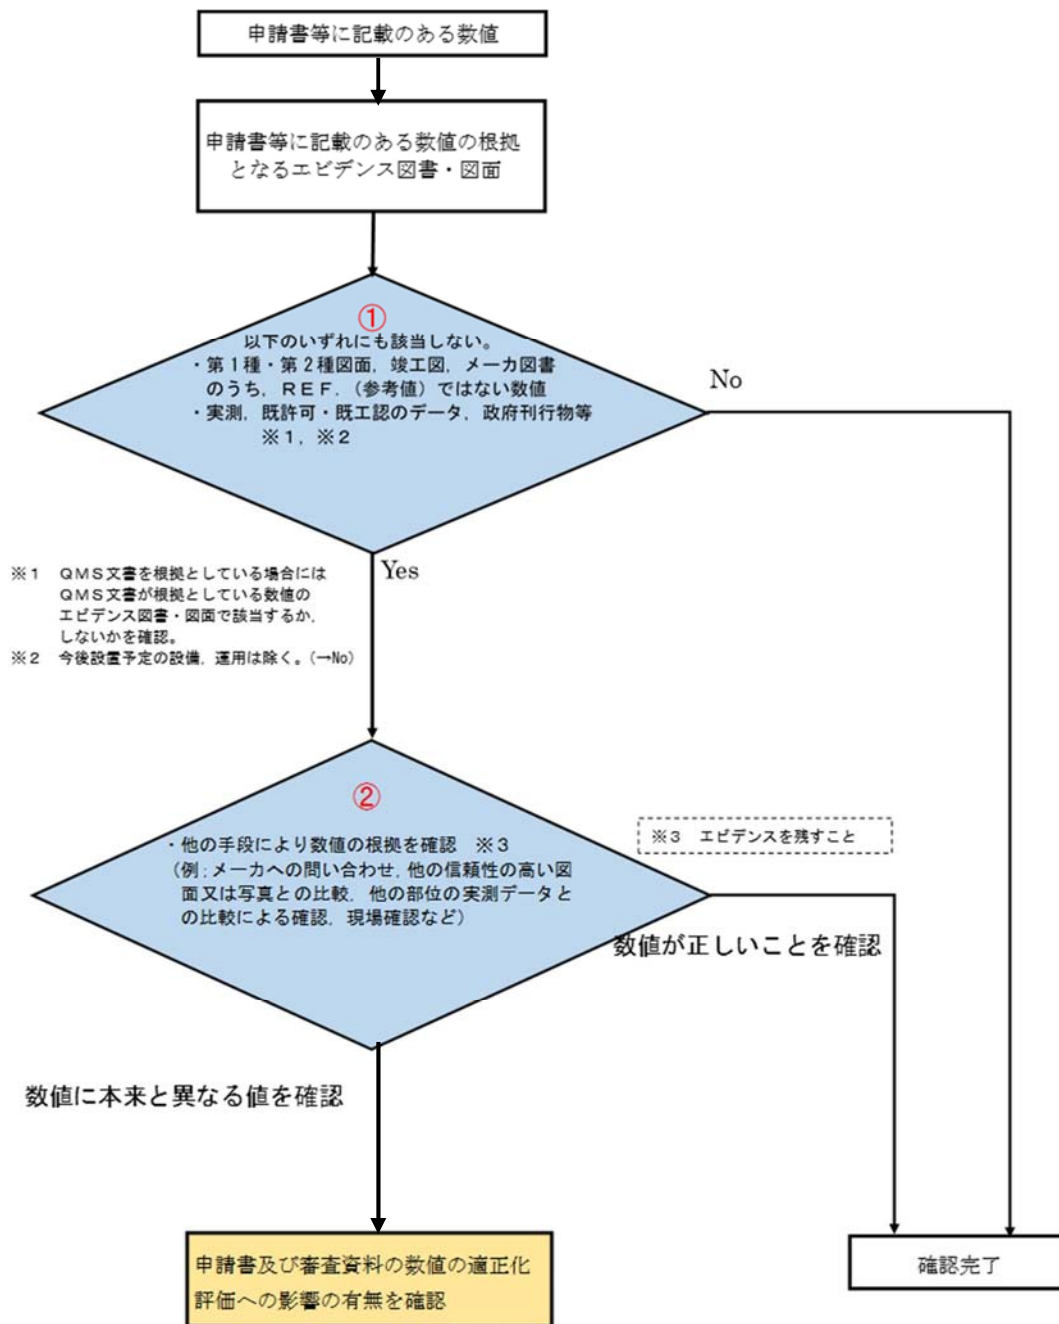 申請書等に記載のある数値
申請書等に記載のある数値の根拠
となるエビデンス図書・図面
①
以下のいずれにも該当しない。
・第1種・第2種図面,竣工図,メーカ図書
のうち,REF.(参考値)ではない数値
・実測,既許可・既工認のデータ,政府刊行物等
※1,※2
No
Yes
※1 QMS文書を根拠としている場合には
QMS文書が根拠としている数値の
エビデンス図書・図面で該当するか,
しないかを確認。
※2 今後設置予定の設備,運用は除く。(→No)
②
・他の手段により数値の根拠を確認 ※3
(例;メーカへの問い合わせ,他の信頼性の高い図
面又は写真との比較,他の部位の実測データと
の比較による確認,現場確認など)
※3 エビデンスを残すこと
数値が正しいことを確認
数値に本来と異なる値を確認
申請書及び審査資料の数値の適正化
評価への影響の有無を確認
確認完了